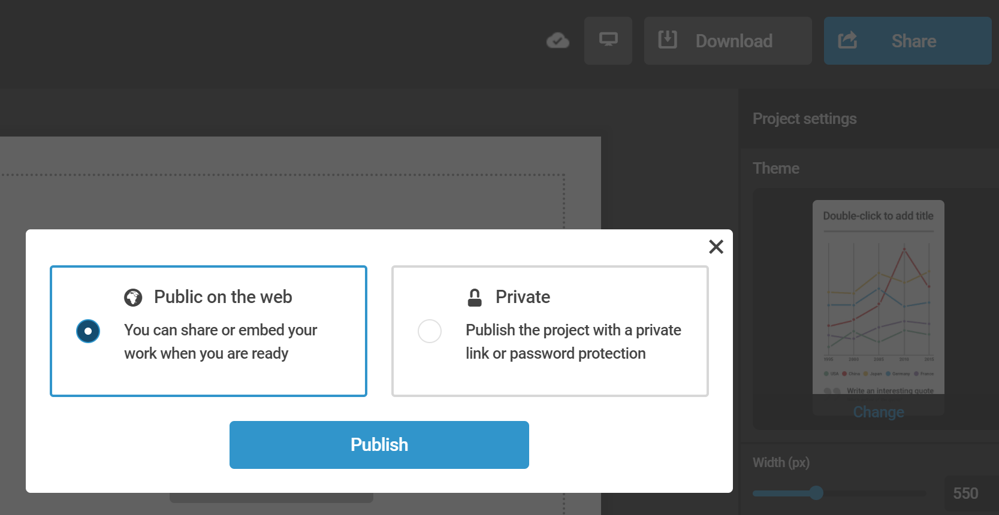 Download
Share
Project settings
Theme
Double-click to add title
1995 2000 2005 2010 2015
USA China Japan Germany France
Write an interesting quote
Change
Width (px)
550
Public on the web
You can share or embed your
work when you are ready
Private
Publish the project with a private
link or password protection
Publish